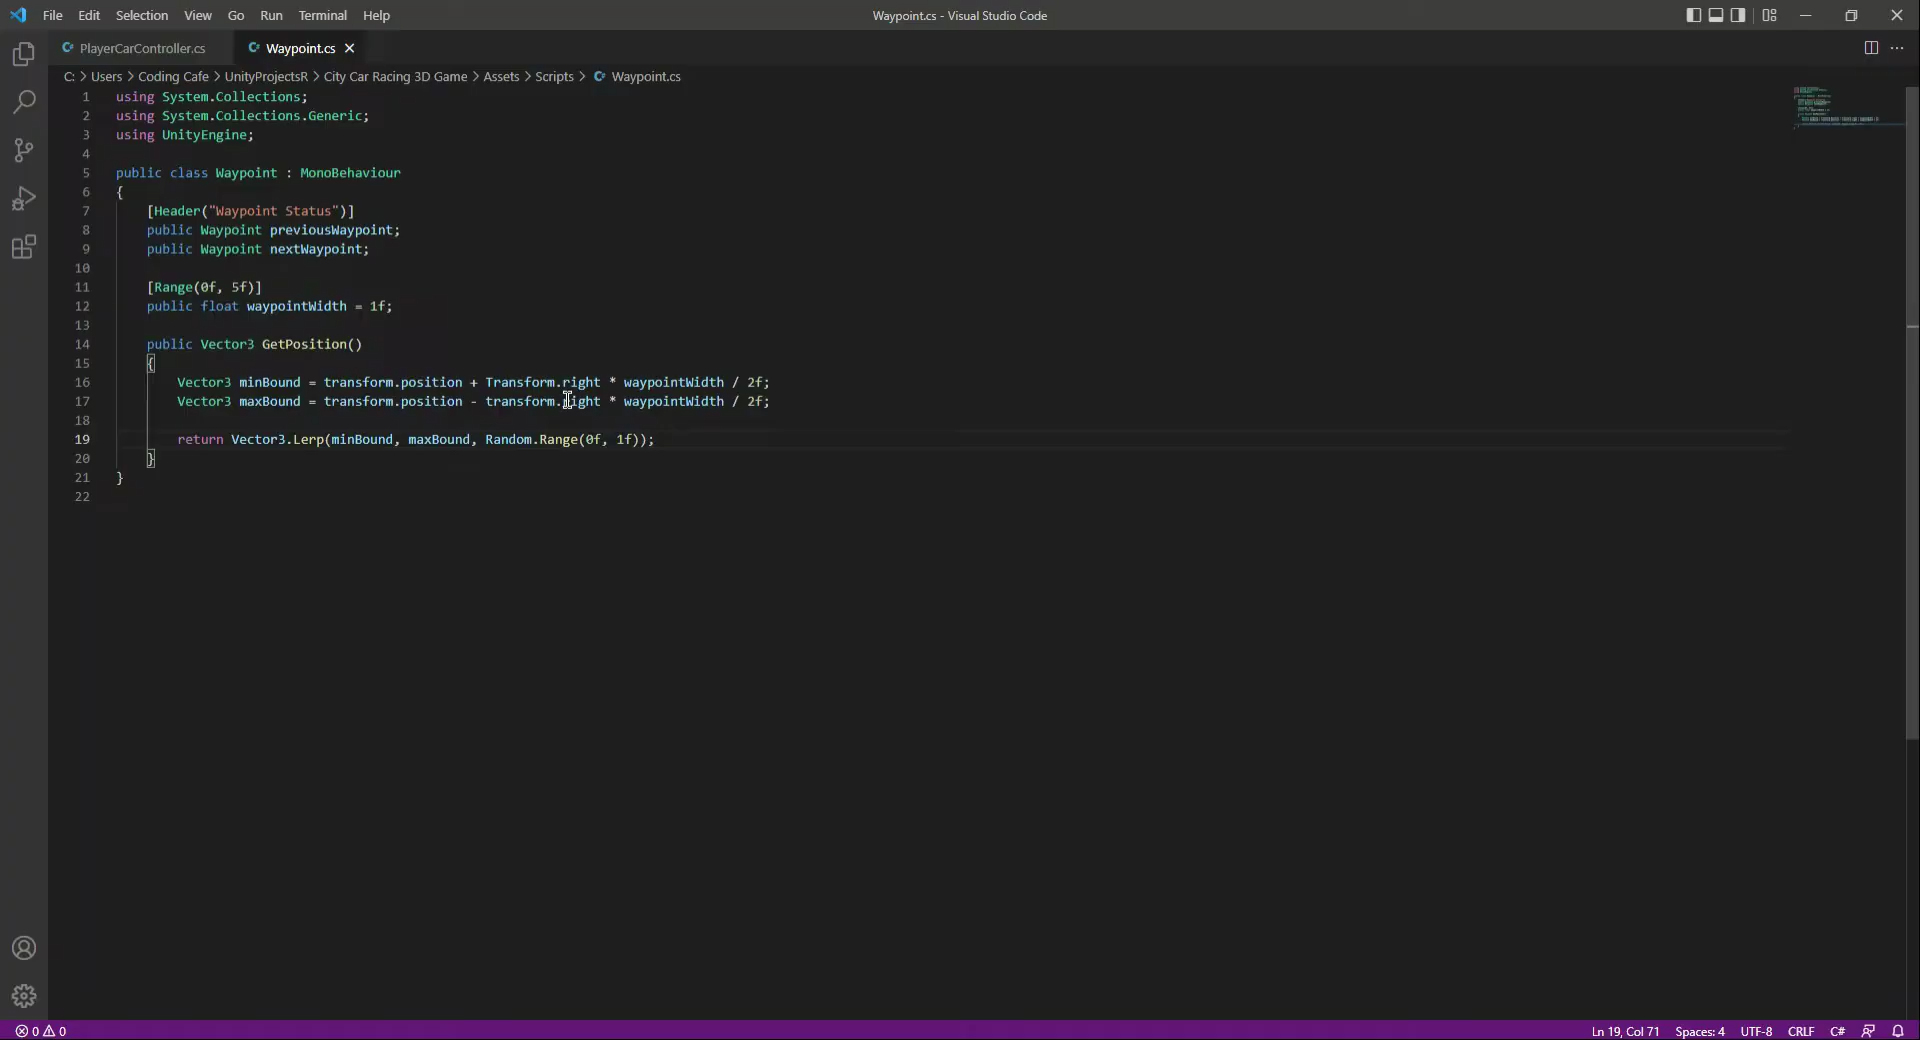 File Edit Selection View Go Run Terminal Help
Waypoint.cs - Visual Studio Code
PlayerCarController.cs
Waypoint.cs
C: > Users > Coding Cafe > UnityProjectsR > City Car Racing 3D Game > Assets > Scripts > Waypoint.cs
1 using System.Collections;
2 using System.Collections.Generic;
3 using UnityEngine;
4
5 public class Waypoint : MonoBehaviour
6 {
7 [Header("Waypoint Status")]
8 public Waypoint previousWaypoint;
9 public Waypoint nextWaypoint;
10
11 [Range(0f, 5f)]
12 public float waypointWidth = 1f;
13
14 public Vector3 GetPosition()
15 {
16 Vector3 minBound = transform.position + Transform.right * waypointWidth / 2f;
17 Vector3 maxBound = transform.position - transform.right * waypointWidth / 2f;
18
19 return Vector3.Lerp(minBound, maxBound, Random.Range(0f, 1f));
20 }
21 }
22
0 0
Ln 19, Col 71
Spaces: 4
UTF-8
CRLF
C#